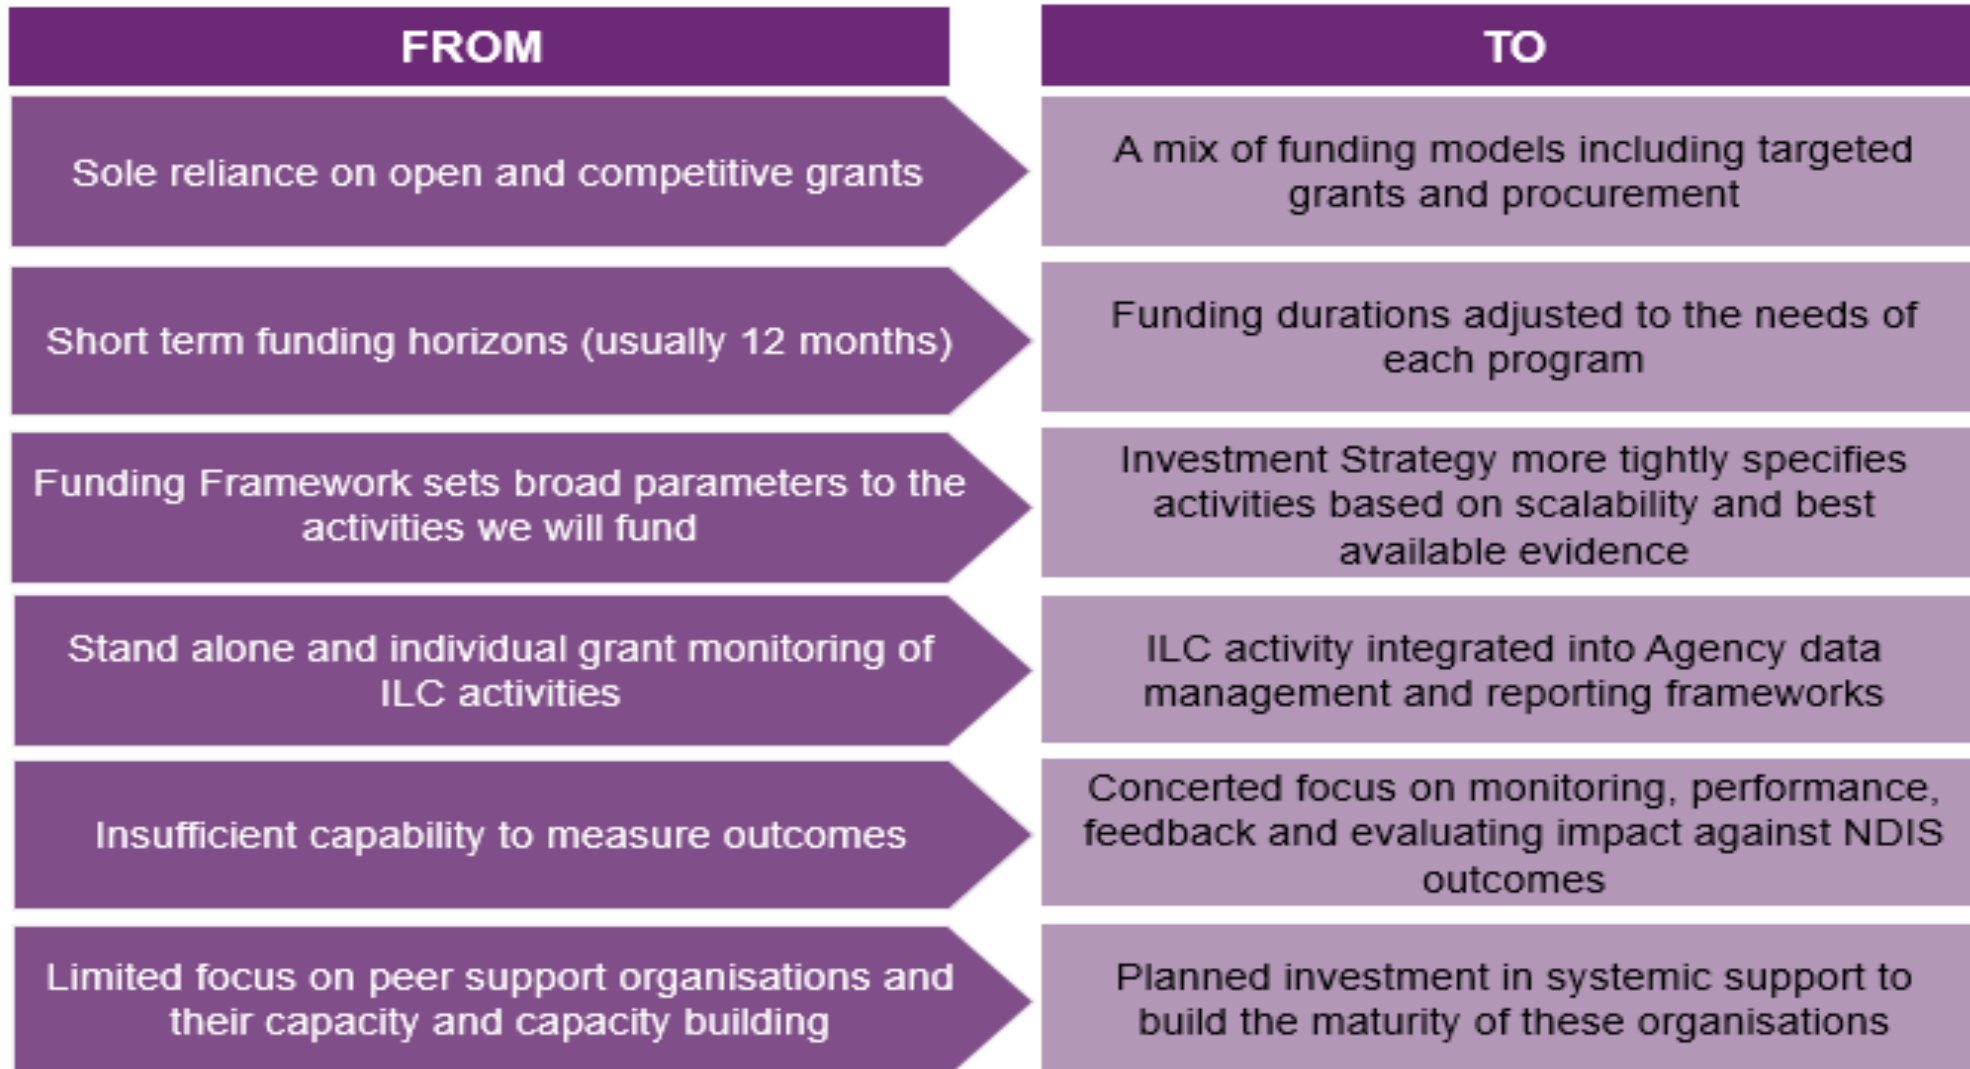 FROM
TO
Sole reliance on open and competitive grants
A mix of funding models including targeted
grants and procurement
Short term funding horizons (usually 12 months)
Funding durations adjusted to the needs of
each program
Funding Framework sets broad parameters to the
activities we will fund
Investment Strategy more tightly specifies
activities based on scalability and best
available evidence
Stand alone and individual grant monitoring of
ILC activities
ILC activity integrated into Agency data
management and reporting frameworks
Insufficient capability to measure outcomes
Concerted focus on monitoring, performance,
feedback and evaluating impact against NDIS
outcomes
Limited focus on peer support organisations and
their capacity and capacity building
Planned investment in systemic support to
build the maturity of these organisations